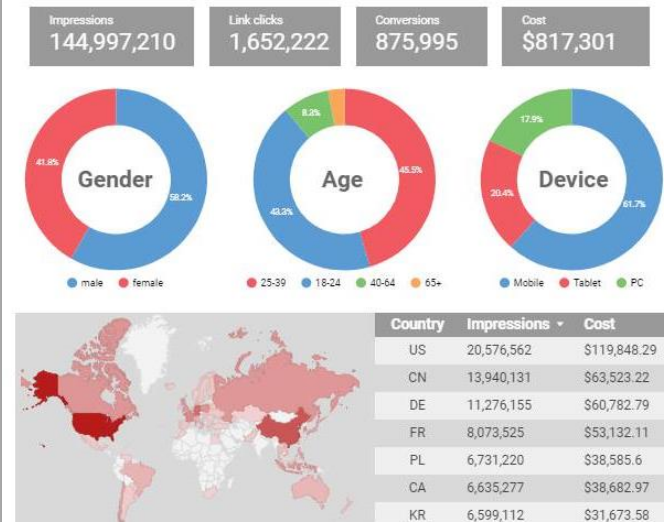 Impressions
144,997,210
Link clicks
1,652,222
Conversions
875,995
Cost
$817,301
41.8%
Gender
58.2%
male female
8.3%
Age
45.5%
43.3%
25-39 18-24 40-64 65+
17.9%
Device
20.4%
61.7%
Mobile Tablet PC
Country Impressions Cost
US 20,576,562 $119,848.29
CN 13,940,131 $63,523.22
DE 11,276,155 $60,782.79
FR 8,073,525 $53,132.11
PL 6,731,220 $38,585.6
CA 6,635,277 $38,682.97
KR 6,599,112 $31,673.58